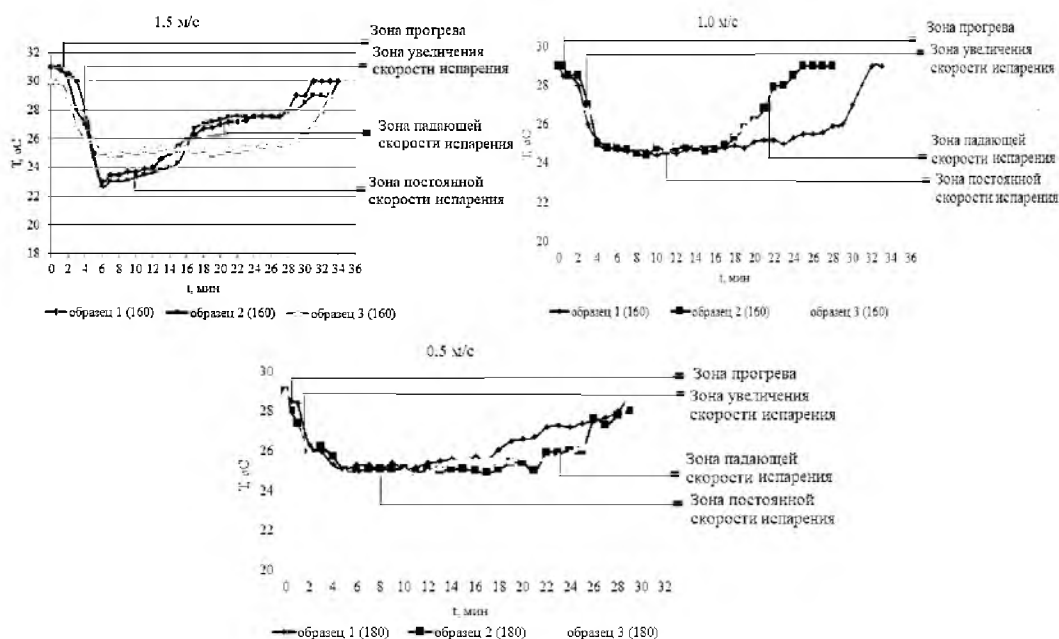 1.5 м/с
Зона прогрева
Зона увеличения
скорости испарения
Зона падающей
скорости испарения
Зона постоянной
скорости испарения
T, оС
32
30
28
26
24
22
20
18
0 2 4 6 8 10 12 14 16 18 20 22 24 26 28 30 32 34 36
t, мин
образец 1 (160) образец 2 (160) образец 3 (160)
1.0 м/с
Зона прогрева
Зона увеличения
скорости испарения
Зона падающей
скорости испарения
Зона постоянной
скорости испарения
T, оС
30
28
26
24
22
20
0 2 4 6 8 10 12 14 16 18 20 22 24 26 28 30 32 34 36
t, мин
образец 1 (160) образец 2 (160) образец 3 (160)
0.5 м/с
Зона прогрева
Зона увеличения
скорости испарения
Зона падающей
скорости испарения
Зона постоянной
скорости испарения
T, оС
30
28
26
24
22
20
0 2 4 6 8 10 12 14 16 18 20 22 24 26 28 30 32
t, мин
образец 1 (180) образец 2 (180) образец 3 (180)